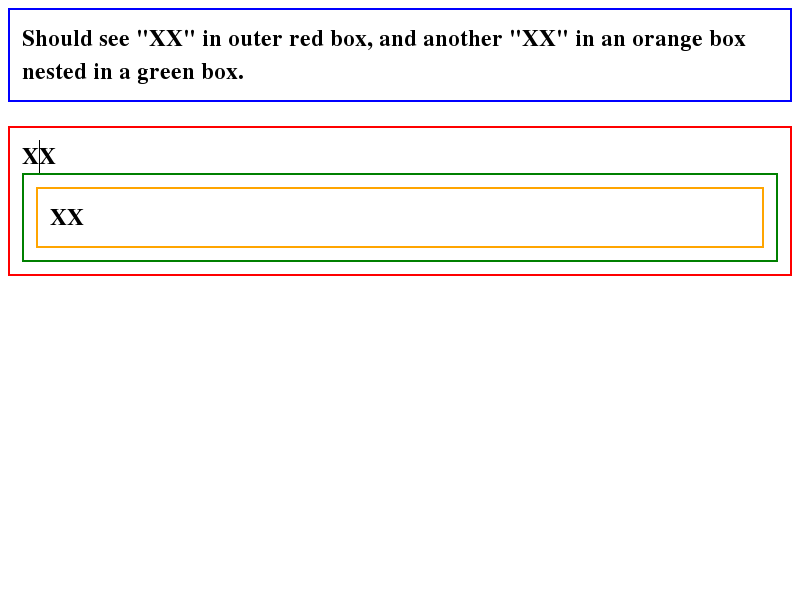 Should see "XX" in outer red box, and another "XX" in an orange box
nested in a green box.
XX
XX